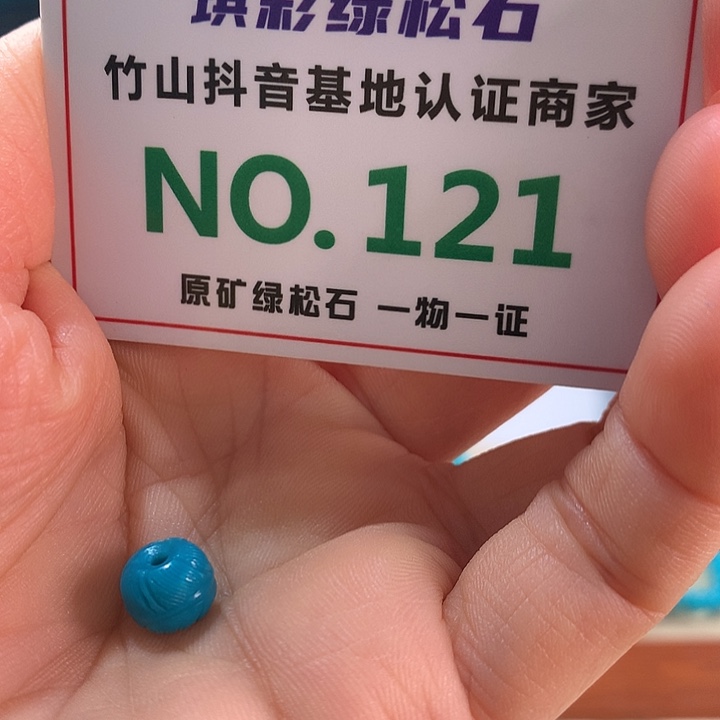 琪彩绿松石
竹山抖音基地认证商家
NO.121
原矿绿松石 一物一证